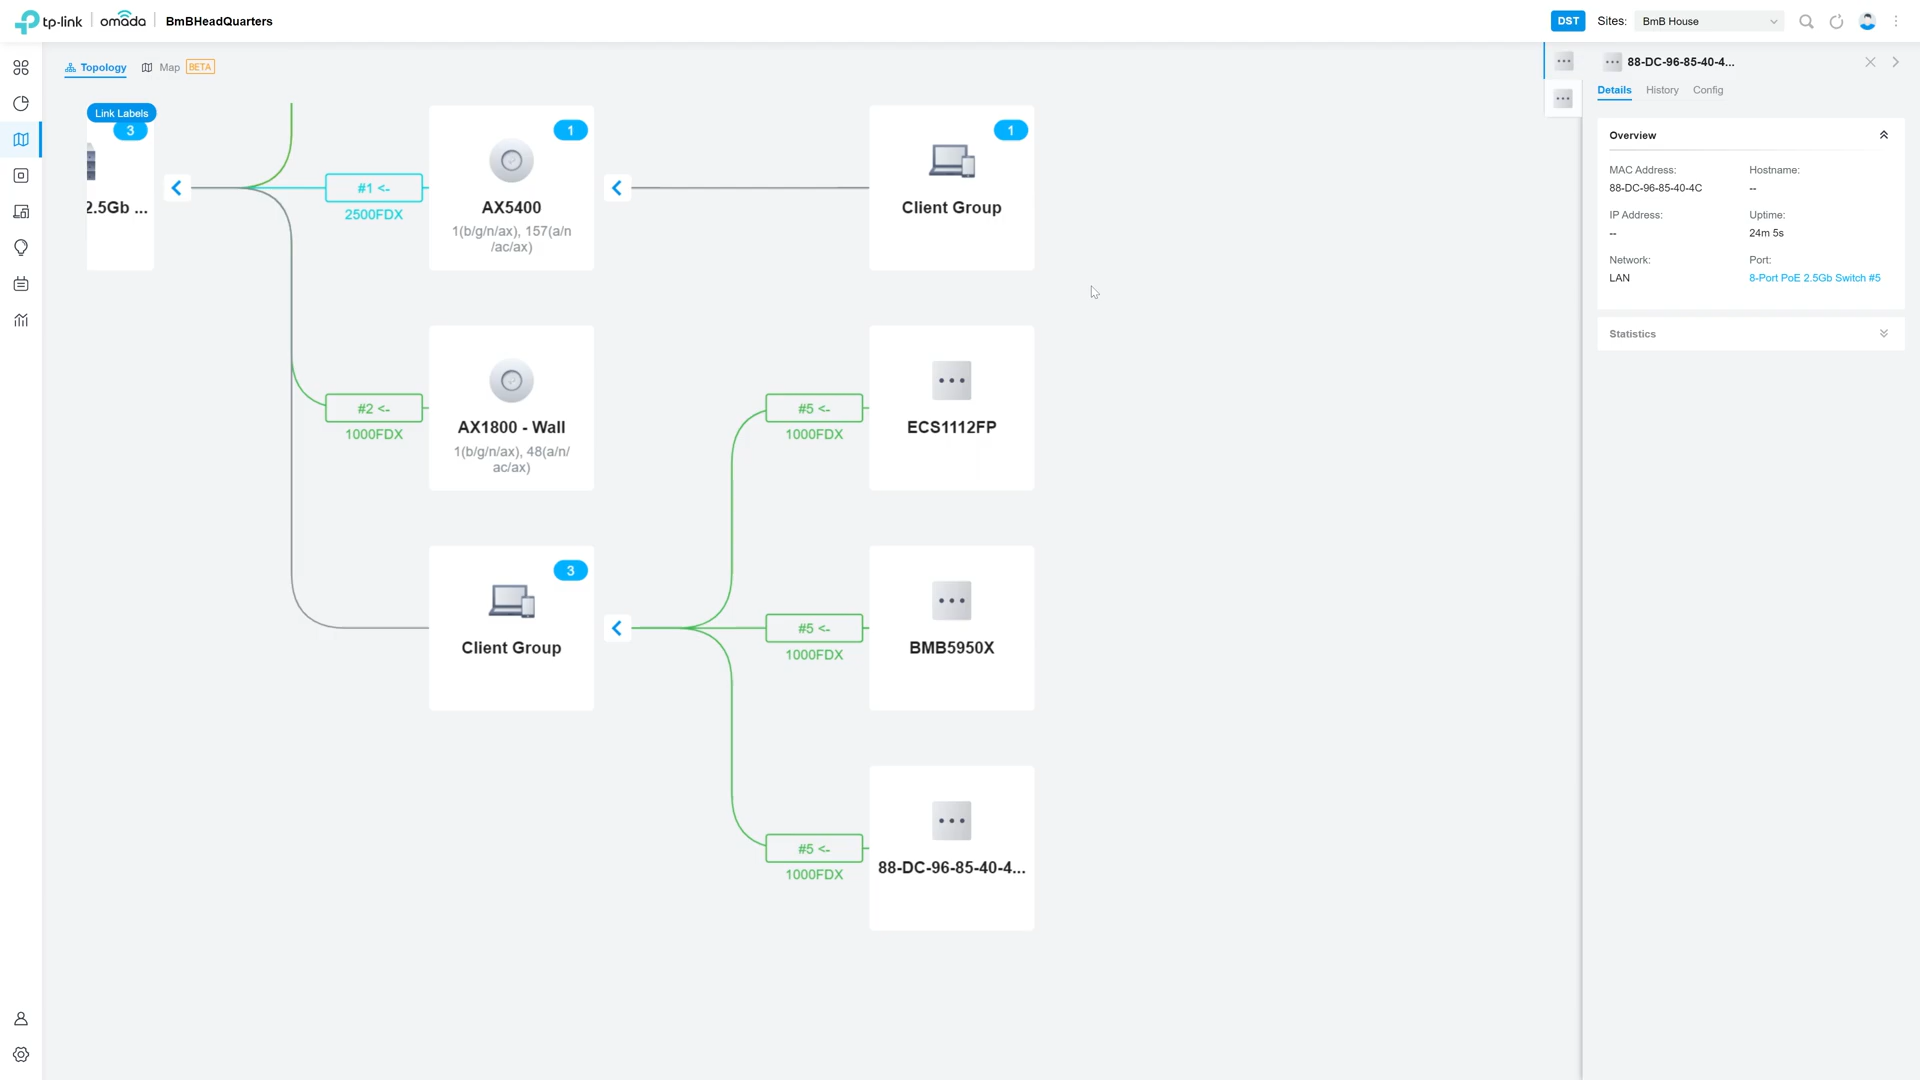 tp-link omada BmBHeadQuarters
DST Sites: BmB House
Topology Map BETA
Link Labels
3
2.5Gb ...
#1 <-
2500FDX
1
AX5400
1(b/g/n/ax), 157(a/n
/ac/ax)
1
Client Group
#2 <-
1000FDX
AX1800 - Wall
1(b/g/n/ax), 48(a/n/
ac/ax)
#5 <-
1000FDX
ECS1112FP
3
Client Group
#5 <-
1000FDX
BMB5950X
#5 <-
1000FDX
88-DC-96-85-40-4...
88-DC-96-85-40-4...
Details History Config
Overview
MAC Address: Hostname:
88-DC-96-85-40-4C --
IP Address: Uptime:
-- 24m 5s
Network: Port:
LAN 8-Port PoE 2.5Gb Switch #5
Statistics